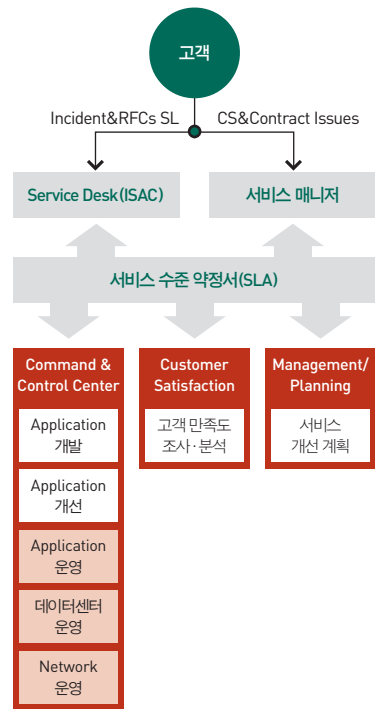 고객
Incident&RFCs SL
CS&Contract Issues
Service Desk(ISAC)
서비스 매니저
서비스 수준 약정서(SLA)
Command &
Control Center
Application
개발
Application
개선
Application
운영
데이터센터
운영
Network
운영
Customer
Satisfaction
고객 만족도
조사·분석
Management/
Planning
서비스
개선 계획